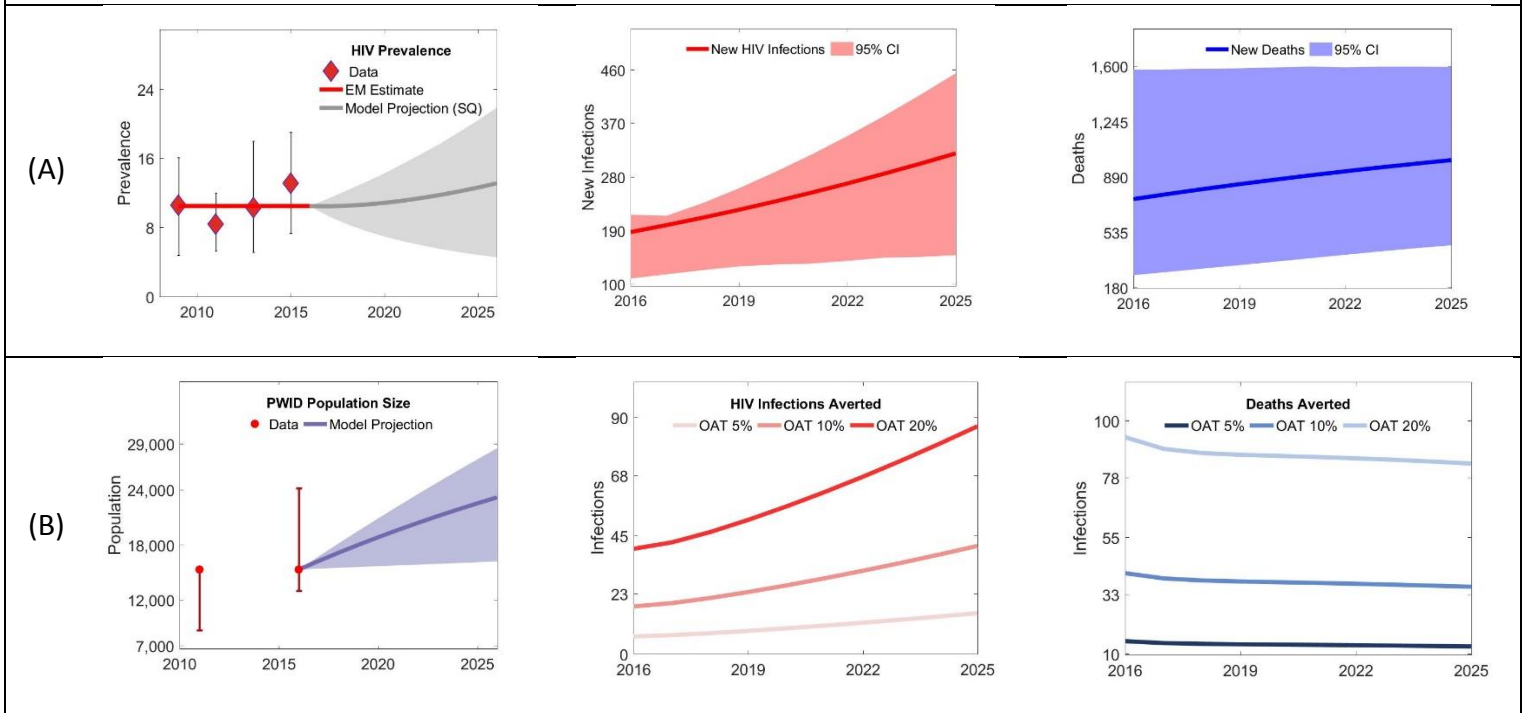 (A)
HIV Prevalence
Data
EM Estimate
Model Projection (SQ)
Prevalence
24
16
8
0
2010 2015 2020 2025
New HIV Infections 95% CI
New Infections
460
370
280
190
100
2016 2019 2022 2025
New Deaths 95% CI
Deaths
1,600
1,245
890
535
180
2016 2019 2022 2025
(B)
PWID Population Size
Data Model Projection
Population
29,000
24,000
18,000
12,000
7,000
2010 2015 2020 2025
HIV Infections Averted
OAT 5% OAT 10% OAT 20%
Infections
90
68
45
23
0
2016 2019 2022 2025
Deaths Averted
OAT 5% OAT 10% OAT 20%
Infections
100
78
55
33
10
2016 2019 2022 2025